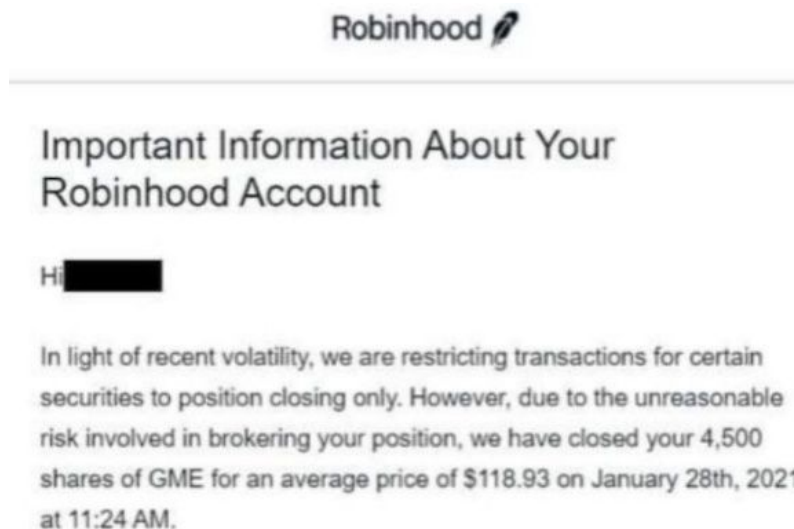 Robinhood
Important Information About Your
Robinhood Account
Hi
In light of recent volatility, we are restricting transactions for certain
securities to position closing only. However, due to the unreasonable
risk involved in brokering your position, we have closed your 4,500
shares of GME for an average price of $118.93 on January 28th, 2021
at 11:24 AM.